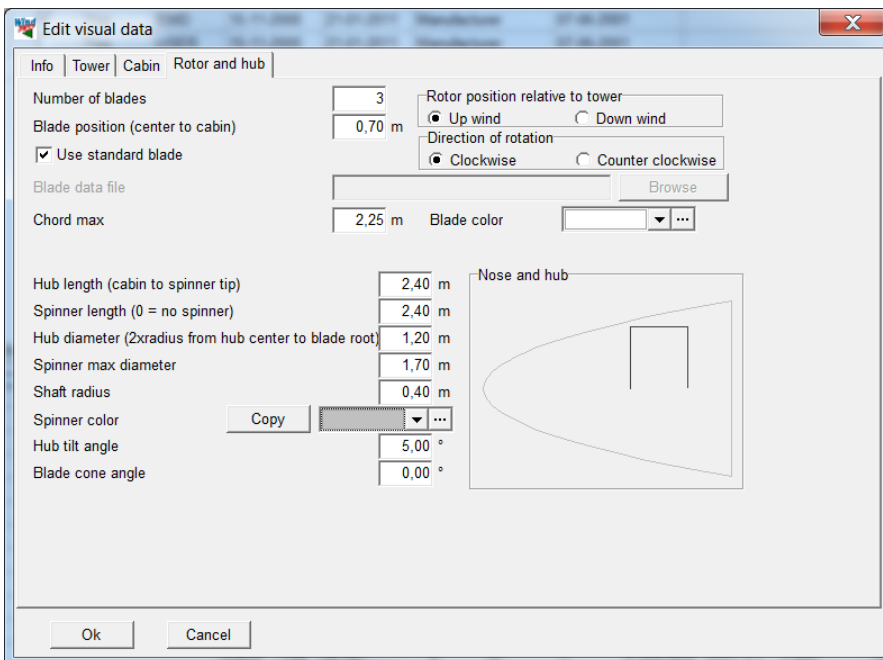 Edit visual data
Info Tower Cabin Rotor and hub
Number of blades 3
Rotor position relative to tower
Up wind Down wind
Blade position (center to cabin) 0,70 m
Direction of rotation
Use standard blade
Clockwise Counter clockwise
Blade data file Browse
Chord max 2,25 m Blade color ...
Hub length (cabin to spinner tip) 2,40 m
Nose and hub
Spinner length (0 = no spinner) 2,40 m
Hub diameter (2xradius from hub center to blade root) 1,20 m
Spinner max diameter 1,70 m
Shaft radius 0,40 m
Spinner color Copy ...
Hub tilt angle 5,00 °
Blade cone angle 0,00 °
Ok Cancel